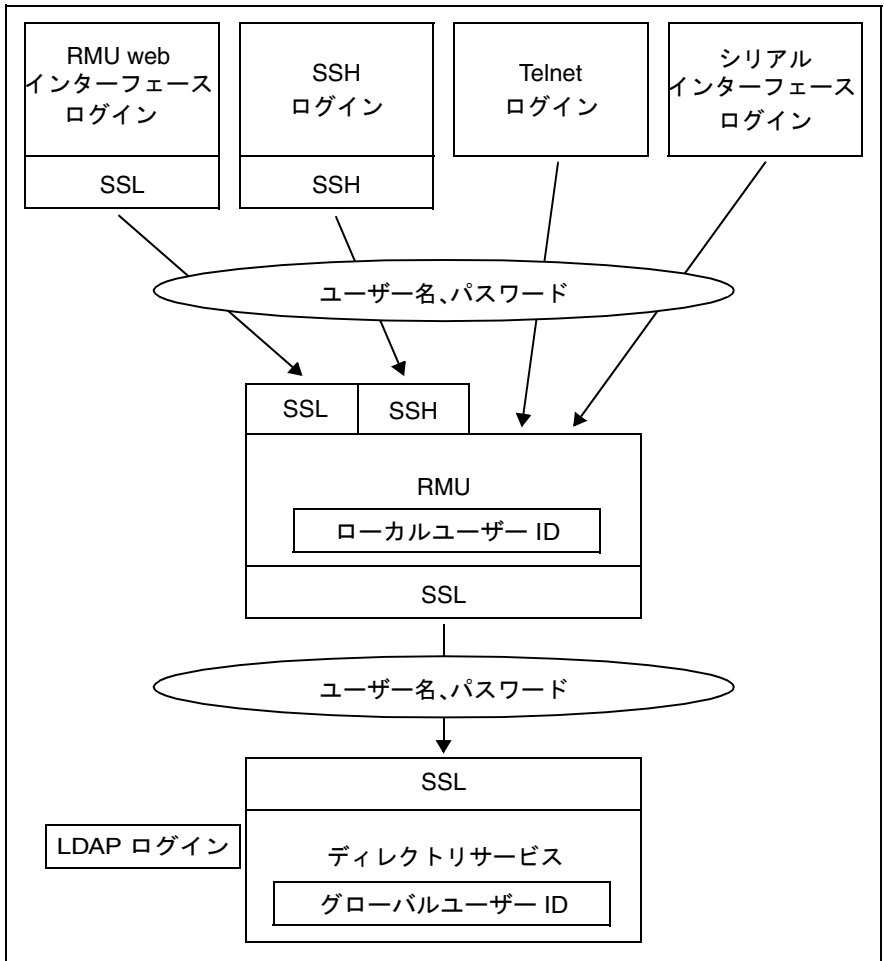 RMU web
インターフェース
ログイン
SSL
SSH
ログイン
SSH
Telnet
ログイン
シリアル
インターフェース
ログイン
ユーザー名、パスワード
SSL
SSH
RMU
ローカルユーザー ID
SSL
ユーザー名、パスワード
SSL
LDAP ログイン
ディレクトリサービス
グローバルユーザー ID